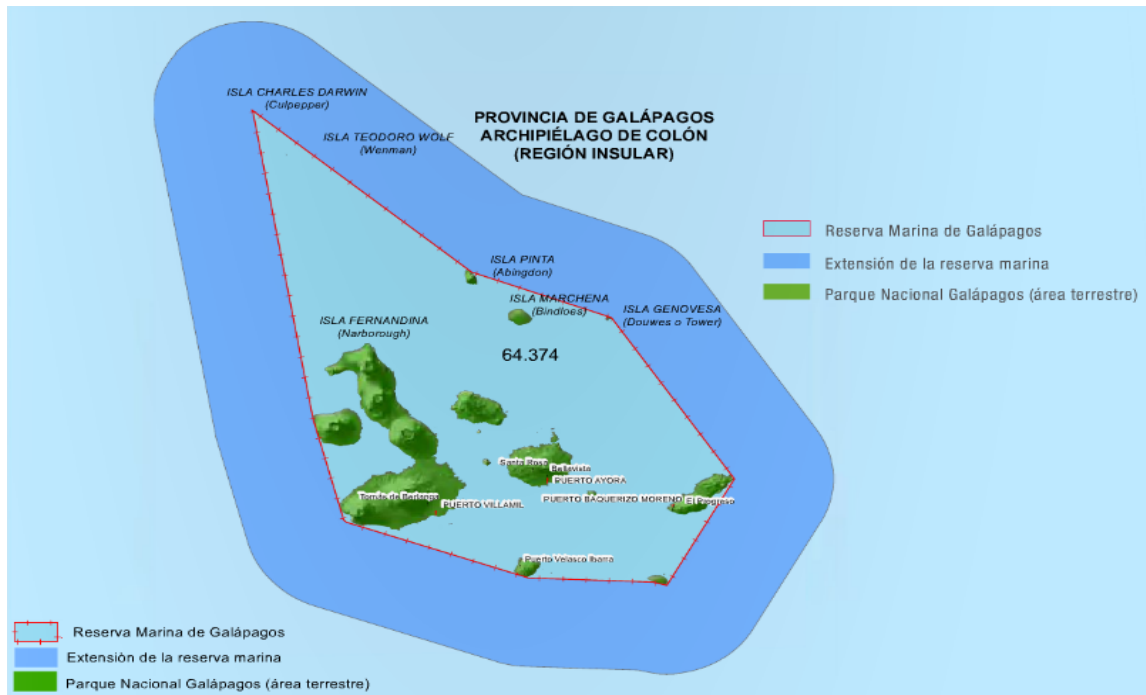 ISLA CHARLES DARWIN
(Culpepper)
ISLA TEODORO WOLF
(Wenman)
PROVINCIA DE GALÁPAGOS
ARCHIPIÉLAGO DE COLÓN
(REGIÓN INSULAR)
Reserva Marina de Galápagos
Extensión de la reserva marina
Parque Nacional Galápagos (área terrestre)
ISLA PINTA
(Abingdon)
ISLA MARCHENA
(Bindloes)
ISLA GENOVESA
(Douwes o Tower)
ISLA FERNANDINA
(Narborough)
64.374
Santa Rosa
Bellavista
PUERTO AYORA
Tomás de Berlanga
PUERTO VILLAMIL
PUERTO BAQUERIZO MORENO
El Progreso
Puerto Velasco Ibarra
Reserva Marina de Galápagos
Extensiòn de la reserva marina
Parque Nacional Galápagos (área terrestre)